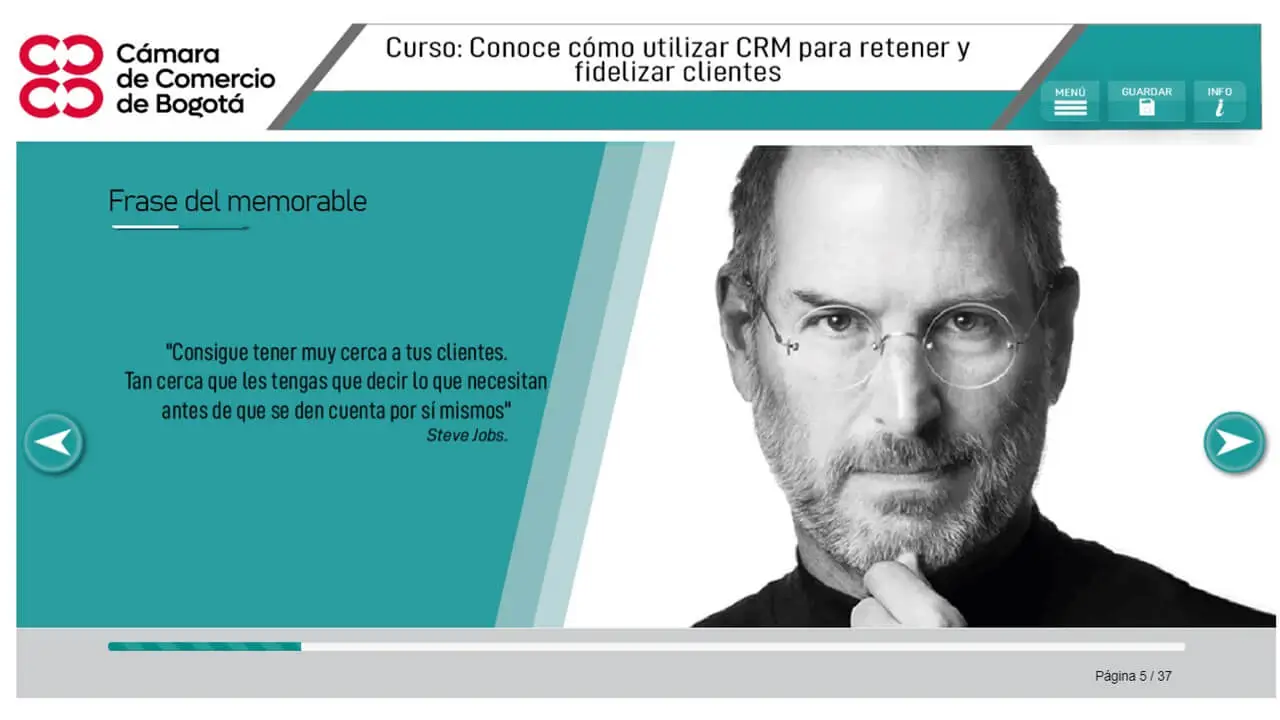 Cámara
de Comercio
de Bogotá
Curso: Conoce cómo utilizar CRM para retener y
fidelizar clientes
MENÚ
GUARDAR
INFO
i
Frase del memorable
"Consigue tener muy cerca a tus clientes.
Tan cerca que les tengas que decir lo que necesitan
antes de que se den cuenta por sí mismos"
Steve Jobs.
Página 5 / 37